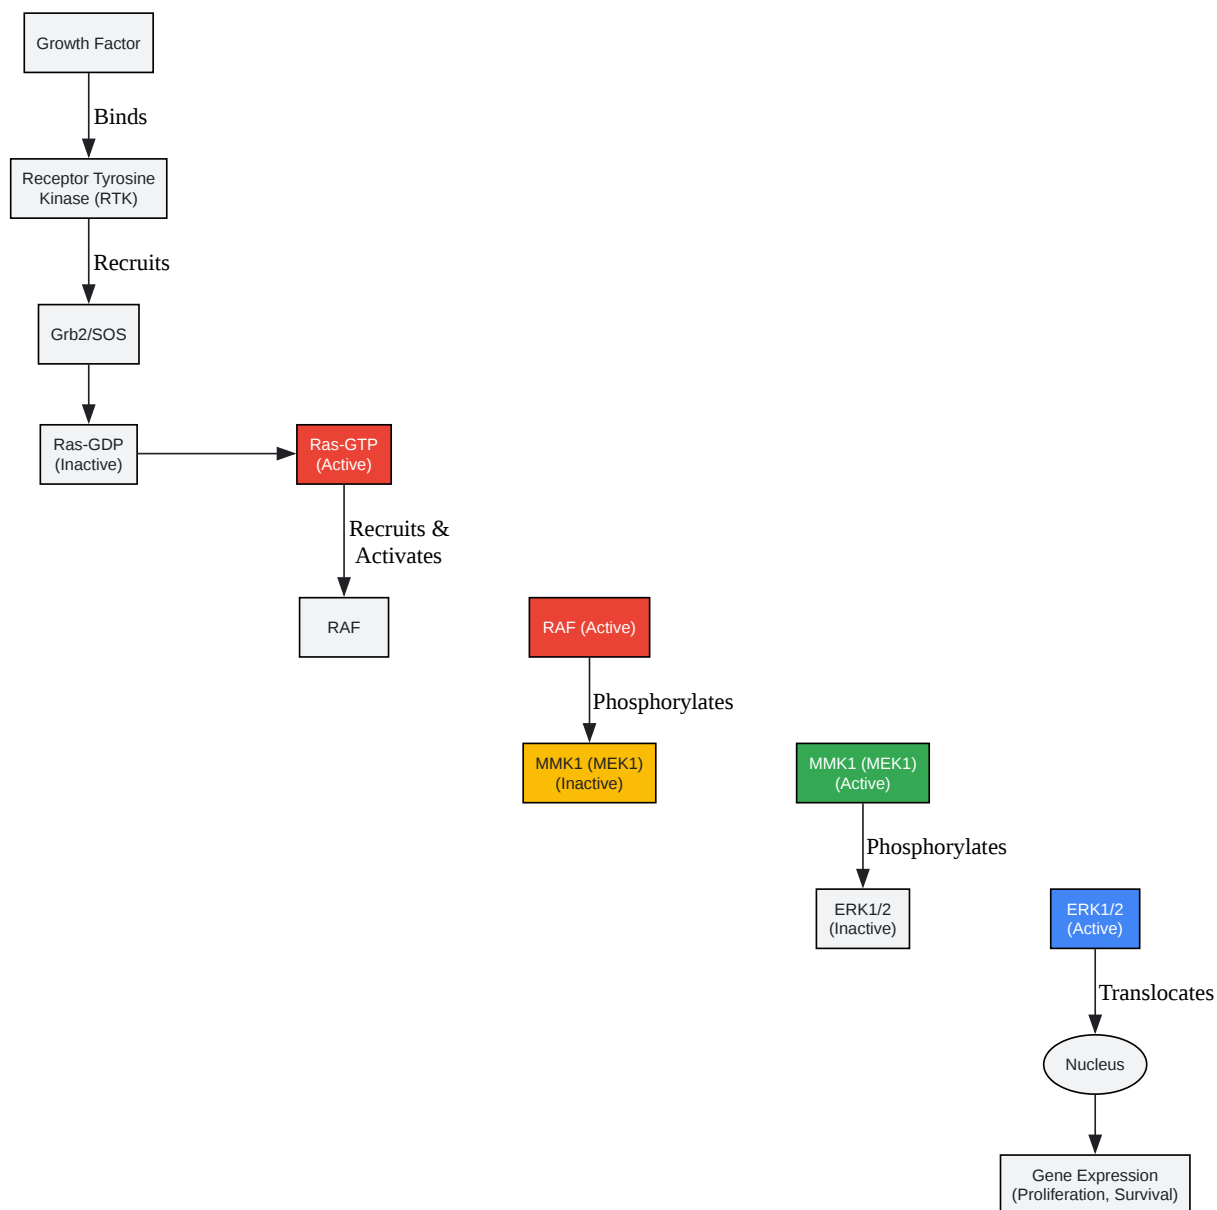 Growth Factor
Binds
Receptor Tyrosine
Kinase (RTK)
Recruits
Grb2/SOS
Ras-GDP
(Inactive)
Ras-GTP
(Active)
Recruits &
Activates
RAF
RAF (Active)
Phosphorylates
MMK1 (MEK1)
(Inactive)
MMK1 (MEK1)
(Active)
Phosphorylates
ERK1/2
(Inactive)
ERK1/2
(Active)
Translocates
Nucleus
Gene Expression
(Proliferation, Survival)